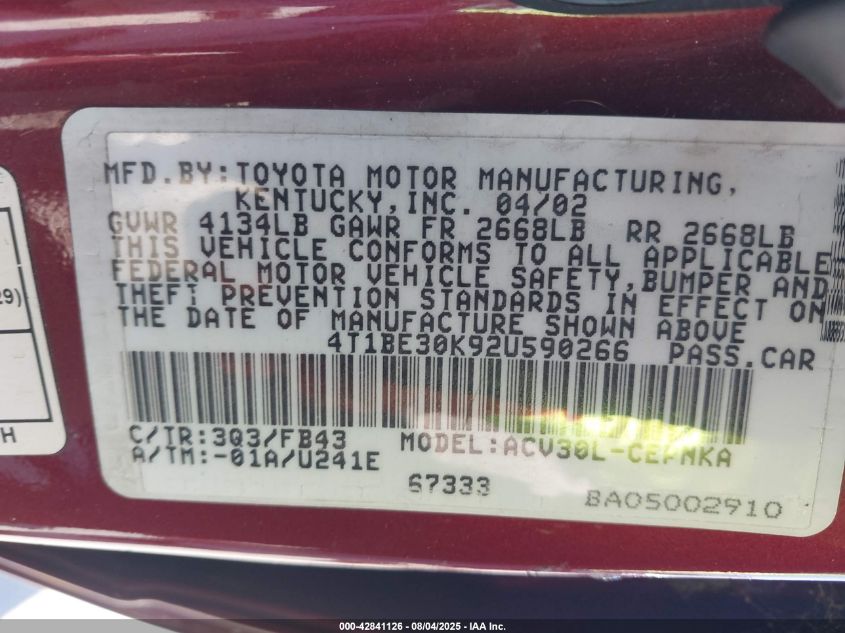 MFD.BY:TOYOTA MOTOR MANUFACTURING,
KENTUCKY,INC. 04/02
GVWR 4134LB GAWR FR 2668LB RR 2668LB
THIS VEHICLE CONFORMS TO ALL APPLICABLE
FEDERAL MOTOR VEHICLE SAFETY,BUMPER AND
THEFT PREVENTION STANDARDS IN EFFECT ON
THE DATE OF MANUFACTURE SHOWN ABOVE
4T1BE30K92U590266 PASS.CAR
C/TR:3Q3/FB43 MODEL:ACV30L-CEPNKA
A/TM:-01A/U241E
67333 BA05002910
29)
H
000-42841126 - 08/04/2025 - IAA Inc.